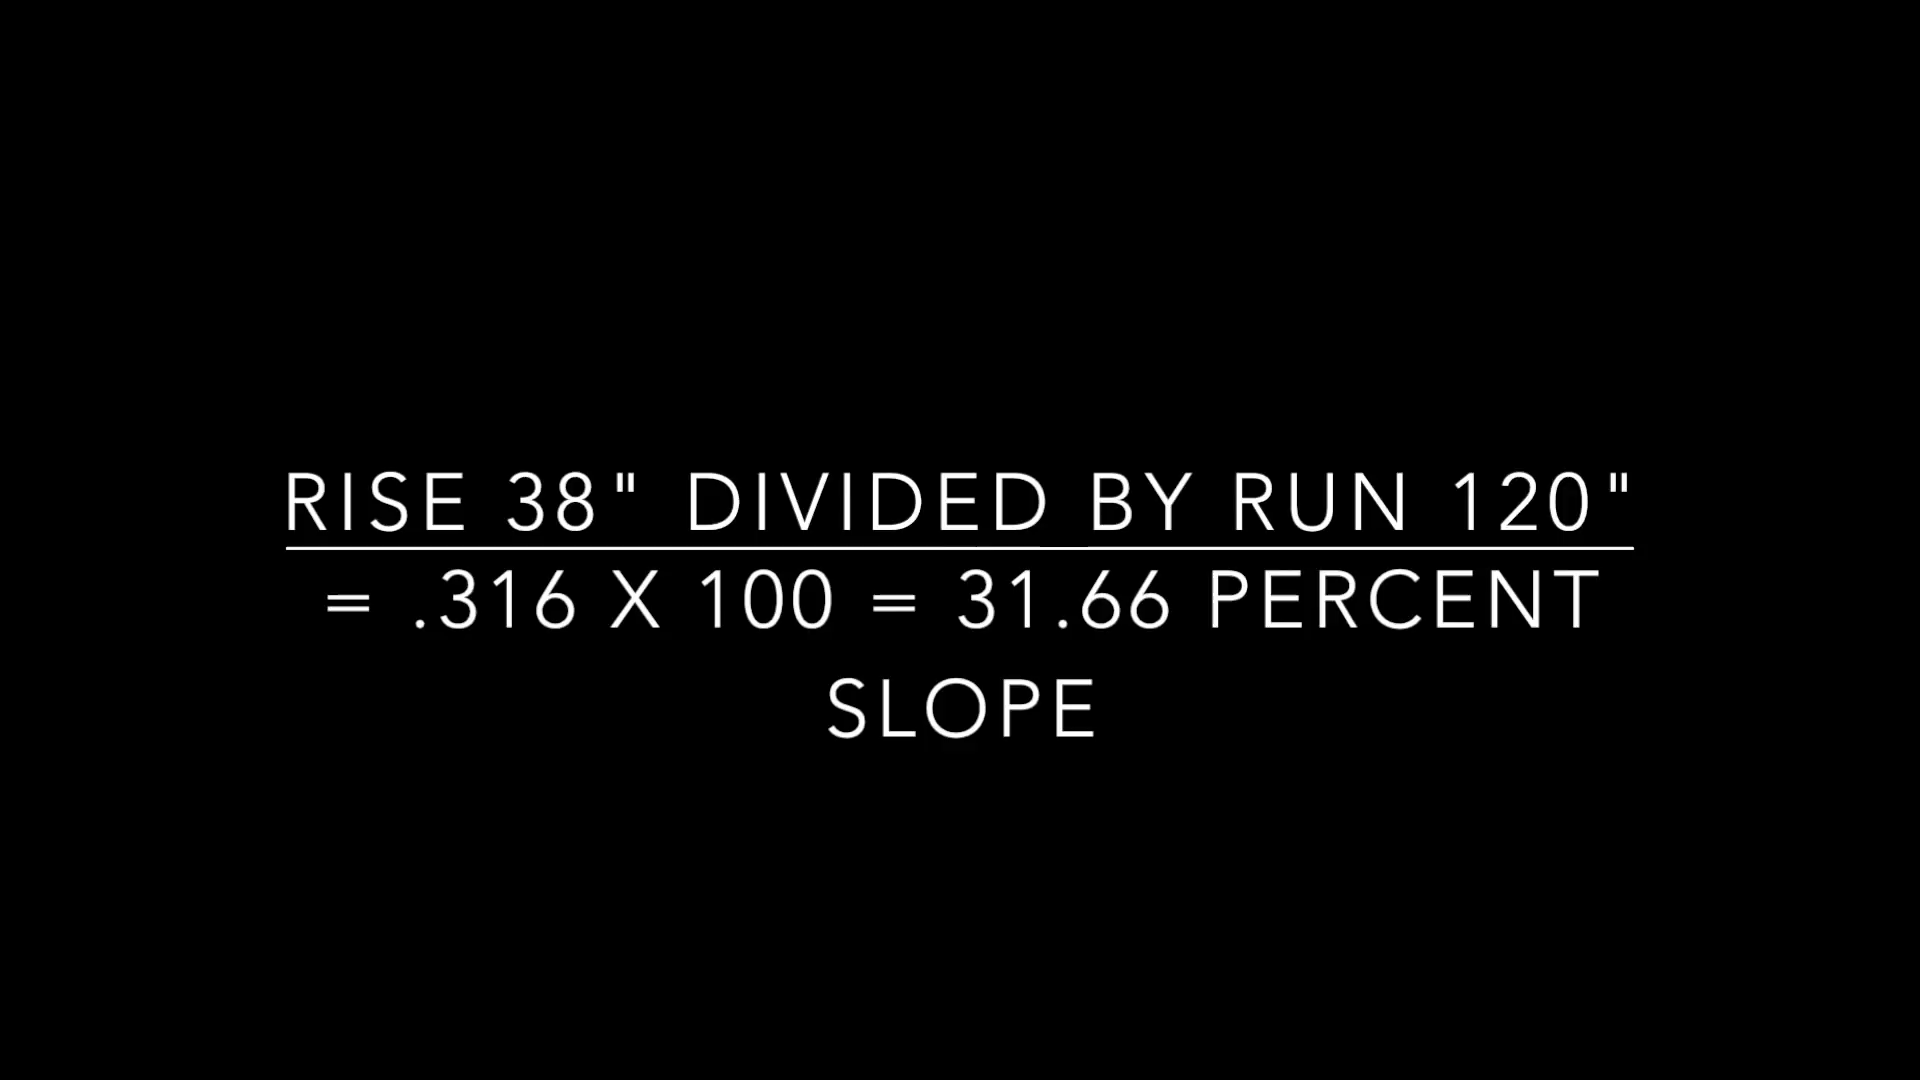 RISE 38" DIVIDED BY RUN 120"
= .316 X 100 = 31.66 PERCENT
SLOPE